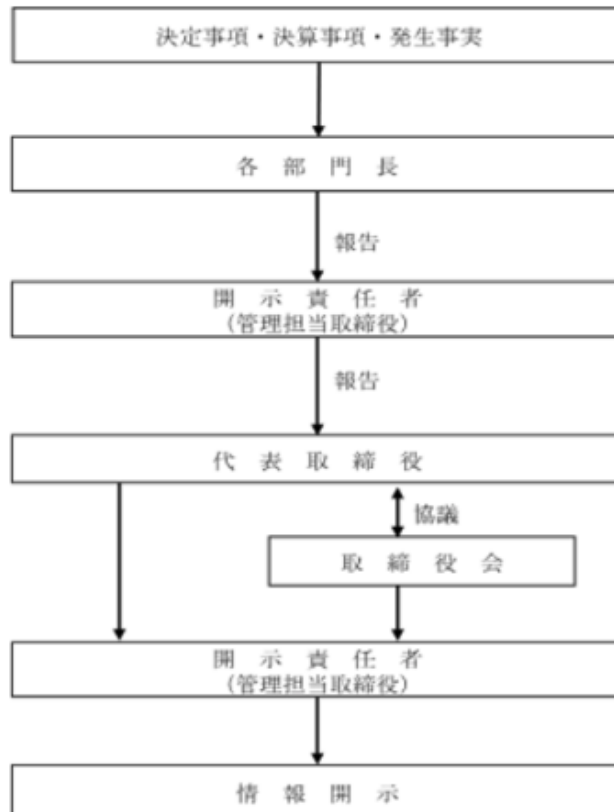 決定事項・決算事項・発生事実
各部門長
報告
開示責任者
(管理担当取締役)
報告
代表取締役
協議
取締役会
開示責任者
(管理担当取締役)
情報開示